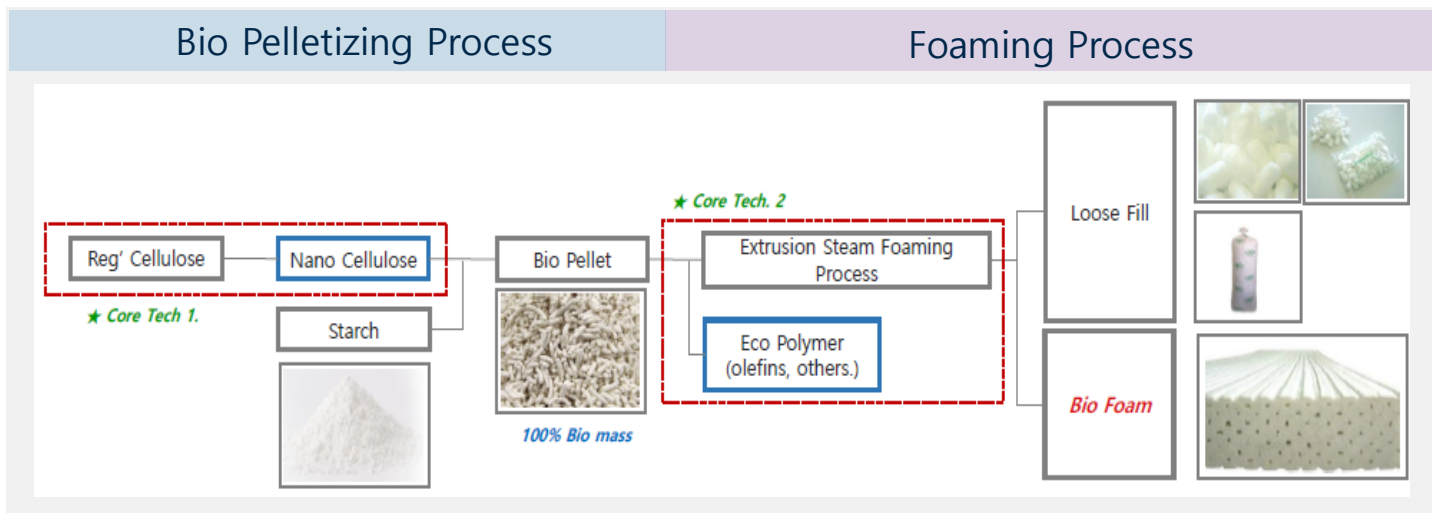 Bio Pelletizing Process
Foaming Process
Reg' Cellulose
Nano Cellulose
★ Core Tech 1.
Starch
Bio Pellet
100% Bio mass
★ Core Tech. 2
Extrusion Steam Foaming
Process
Eco Polymer
(olefins, others.)
Loose Fill
Bio Foam